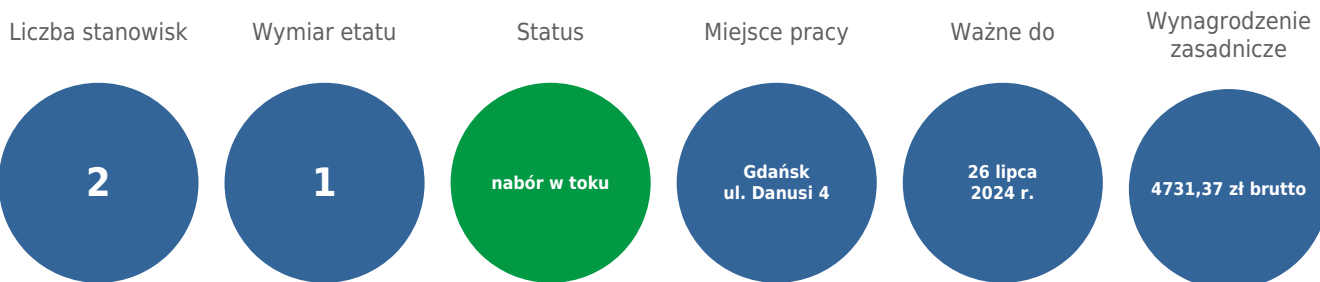 Liczba stanowisk
2
Wymiar etatu
1
Status
nabór w toku
Miejsce pracy
Gdańsk
ul. Danusi 4
Ważne do
26 lipca
2024 r.
Wynagrodzenie
zasadnicze
4731,37 zł brutto